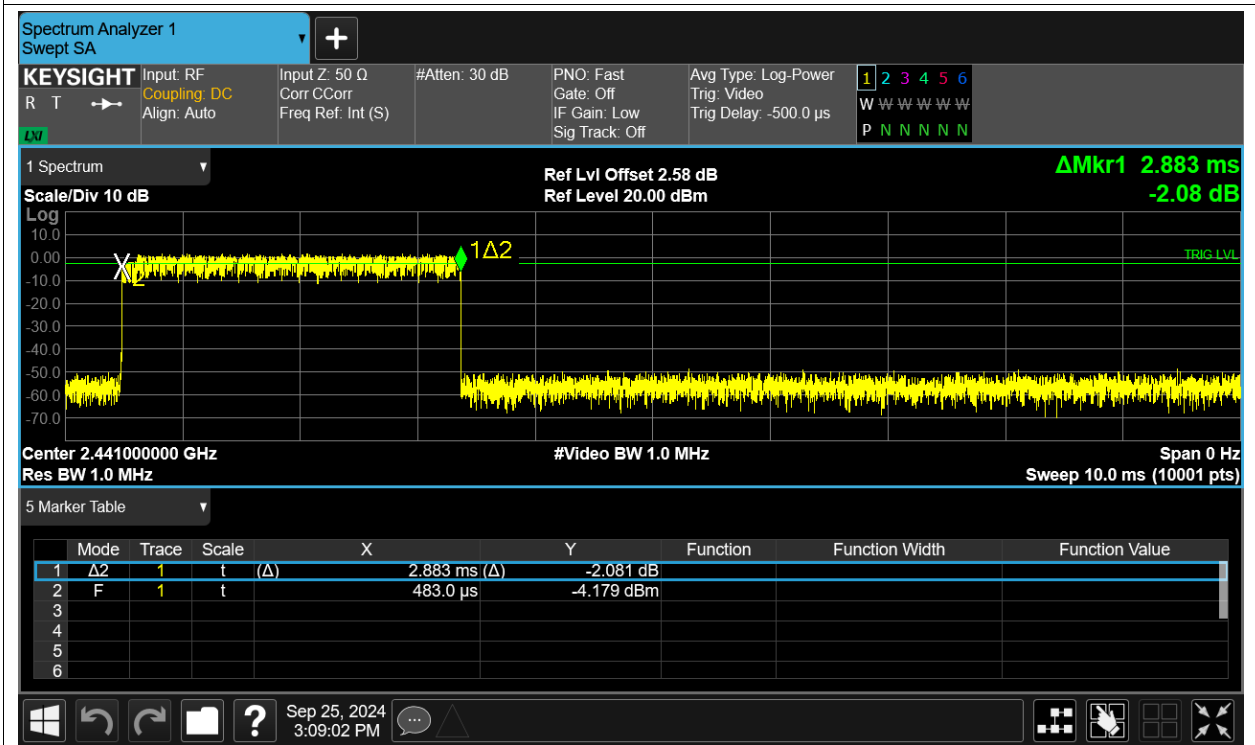 Spectrum Analyzer 1
Swept SA
KEYSIGHT
R T
LXI
Input: RF
Coupling: DC
Align: Auto
Input Z: 50 Ω
Corr CCorr
Freq Ref: Int (S)
#Atten: 30 dB
PNO: Fast
Gate: Off
IF Gain: Low
Sig Track: Off
Avg Type: Log-Power
Trig: Video
Trig Delay: -500.0 µs
1 2 3 4 5 6
W W W W W W
P N N N N N
1 Spectrum
Scale/Div 10 dB
Ref Lvl Offset 2.58 dB
Ref Level 20.00 dBm
ΔMkr1 2.883 ms
-2.08 dB
Log
10.0
0.00
-10.0
-20.0
-30.0
-40.0
-50.0
-60.0
-70.0
X2
1Δ2
TRIG LVL
Center 2.441000000 GHz
Res BW 1.0 MHz
#Video BW 1.0 MHz
Span 0 Hz
Sweep 10.0 ms (10001 pts)
5 Marker Table
Mode Trace Scale X Y Function Function Width Function Value
1 Δ2 1 t (Δ) 2.883 ms (Δ) -2.081 dB
2 F 1 t 483.0 µs -4.179 dBm
3
4
5
6
?
Sep 25, 2024
3:09:02 PM